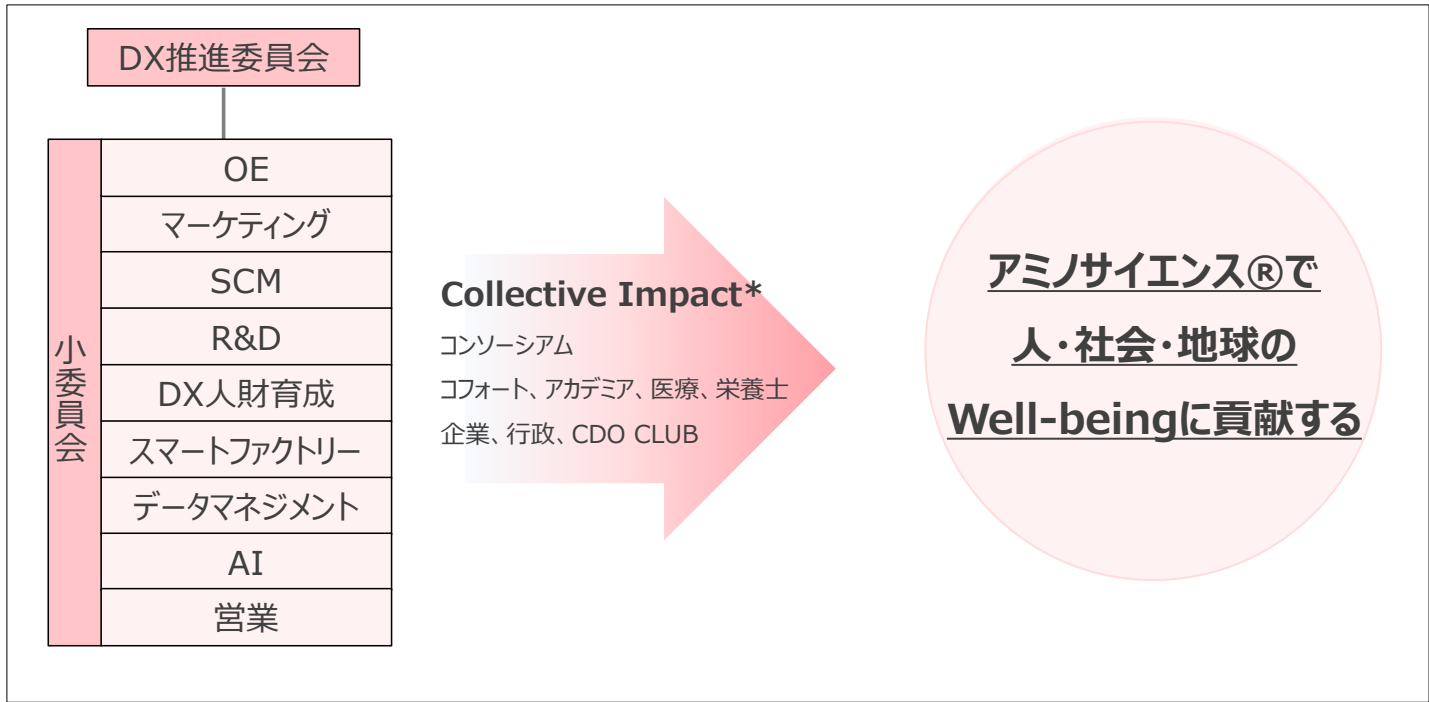 DX推進委員会
小委員会
OE
マーケティング
SCM
R&D
DX人財育成
スマートファクトリー
データマネジメント
AI
営業
Collective Impact*
コンソーシアム
コフォート、アカデミア、医療、栄養士
企業、行政、CDO CLUB
アミノサイエンス®で
人・社会・地球の
Well-beingに貢献する